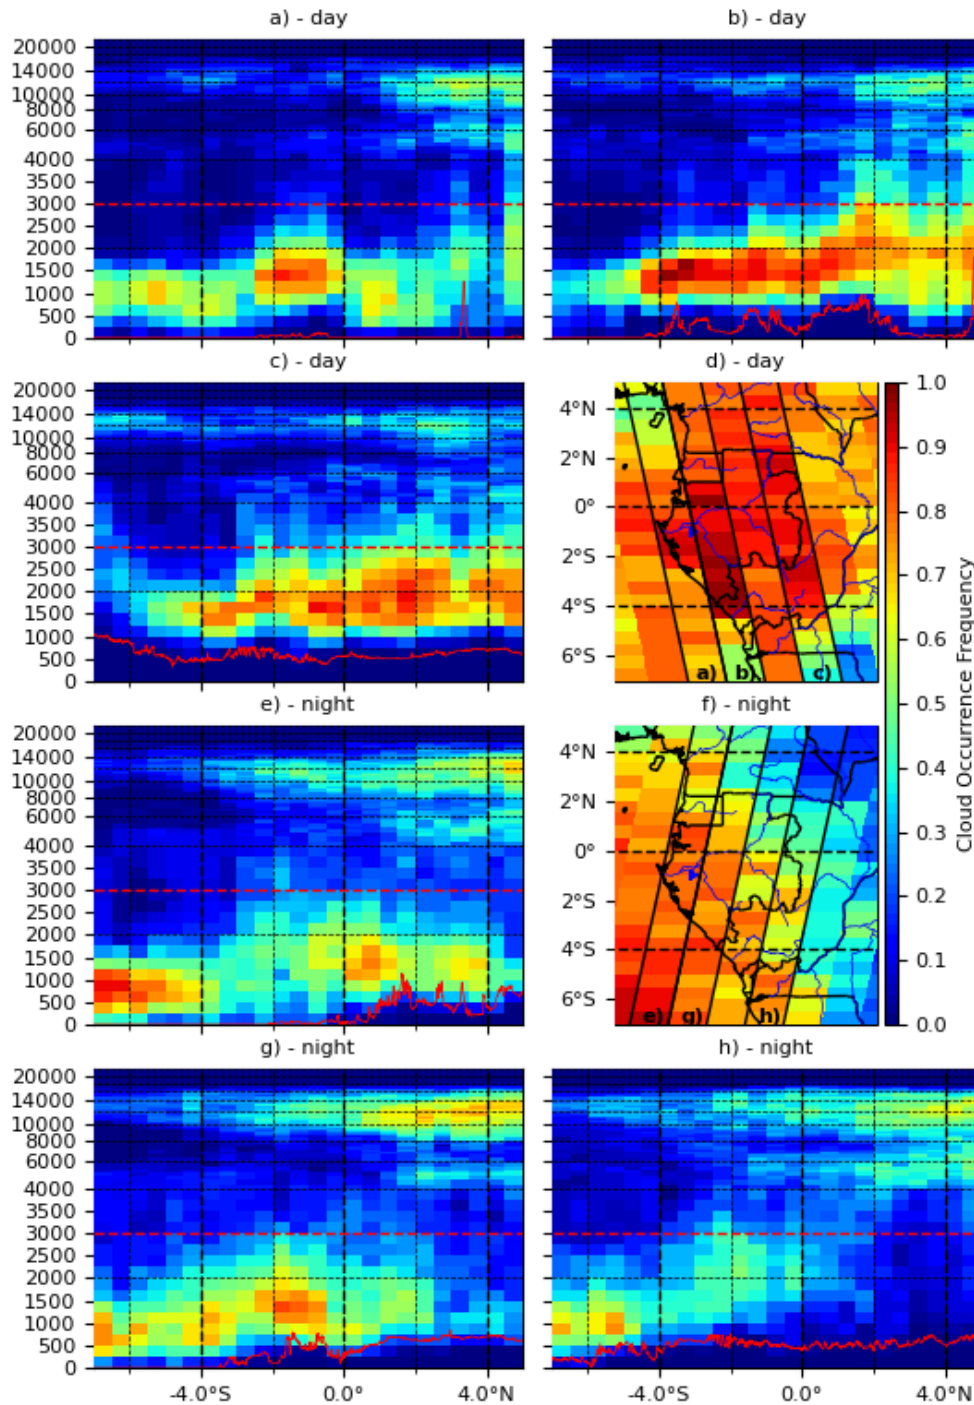 a) - day
b) - day
20000
14000
10000
8000
6000
4000
3500
3000
2500
2000
1500
1000
500
0
c) - day
d) - day
20000
14000
10000
8000
6000
4000
3500
3000
2500
2000
1500
1000
500
0
4°N
2°N
0°
2°S
4°S
6°S
a)
b)
c)
1.0
0.9
0.8
0.7
0.6
0.5
0.4
0.3
0.2
0.1
0.0
Cloud Occurrence Frequency
e) - night
f) - night
20000
14000
10000
8000
6000
4000
3500
3000
2500
2000
1500
1000
500
0
4°N
2°N
0°
2°S
4°S
6°S
e)
g)
h)
g) - night
h) - night
20000
14000
10000
8000
6000
4000
3500
3000
2500
2000
1500
1000
500
0
-4.0°S 0.0° 4.0°N
-4.0°S 0.0° 4.0°N